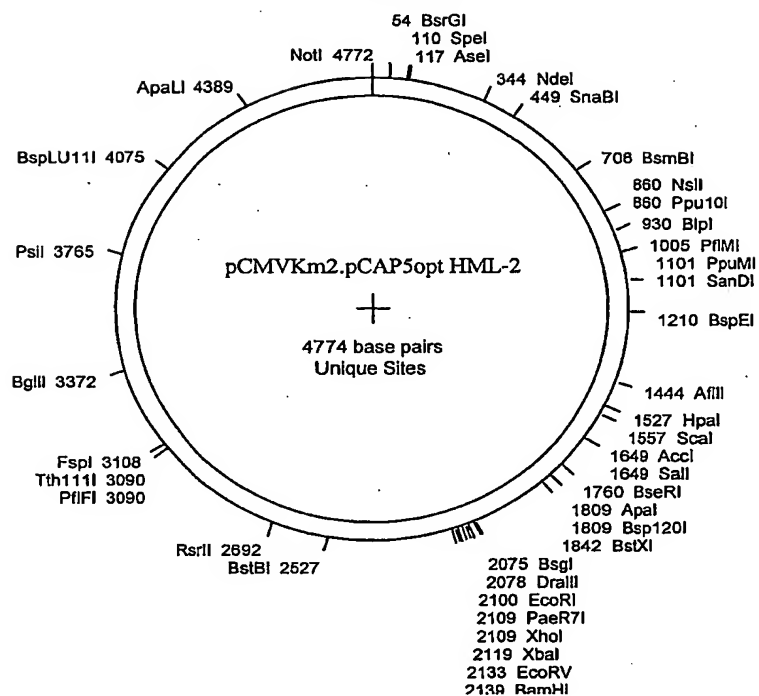 54 BsrGI
110 SpeI
117 AseI
344 NdeI
449 SnaBI
706 BsmBI
860 NsiI
860 Ppu10I
930 BlpI
1005 PflMI
1101 PpuMI
1101 SanDI
1210 BspEI
1444 AflII
1527 HpaI
1557 ScaI
1649 AccI
1649 SalI
1760 BseRI
1809 ApaI
1809 Bsp120I
1842 BstXI
2075 BsgI
2078 DraIII
2100 EcoRI
2109 PaeR7I
2109 XhoI
2119 XbaI
2133 EcoRV
2139 BamHI
BstBI 2527
RsrII 2692
PflFI 3090
Tth111I 3090
FspI 3108
BglII 3372
PsiI 3765
BspLU11I 4075
ApaLI 4389
NotI 4772
pCMVKm2.pCAP5opt HML-2
4774 base pairs
Unique Sites